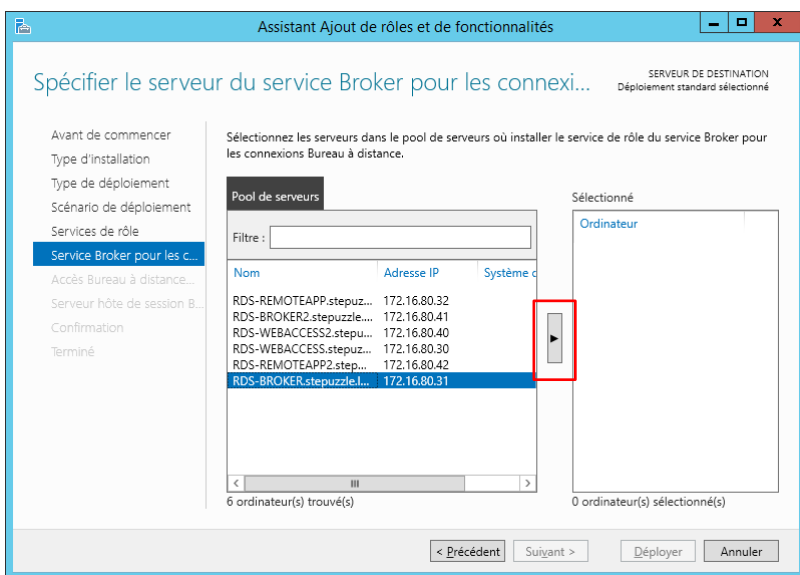 Assistant Ajout de rôles et de fonctionnalités
Spécifier le serveur du service Broker pour les connexi...
SERVEUR DE DESTINATION
Déploiement standard sélectionné
Avant de commencer
Type d'installation
Type de déploiement
Scénario de déploiement
Services de rôle
Service Broker pour les c...
Accès Bureau à distance...
Serveur hôte de session B...
Confirmation
Terminé
Sélectionnez les serveurs dans le pool de serveurs où installer le service de rôle du service Broker pour
les connexions Bureau à distance.
Pool de serveurs
Filtre :
Nom Adresse IP Système d
RDS-REMOTEAPP.stepuz... 172.16.80.32
RDS-BROKER2.stepuzzle.... 172.16.80.41
RDS-WEBACCESS2.stepu... 172.16.80.40
RDS-WEBACCESS.stepuz... 172.16.80.30
RDS-REMOTEAPP2.step... 172.16.80.42
RDS-BROKER.stepuzzle.l... 172.16.80.31
6 ordinateur(s) trouvé(s)
Sélectionné
Ordinateur
0 ordinateur(s) sélectionné(s)
< Précédent Suivant > Déployer Annuler